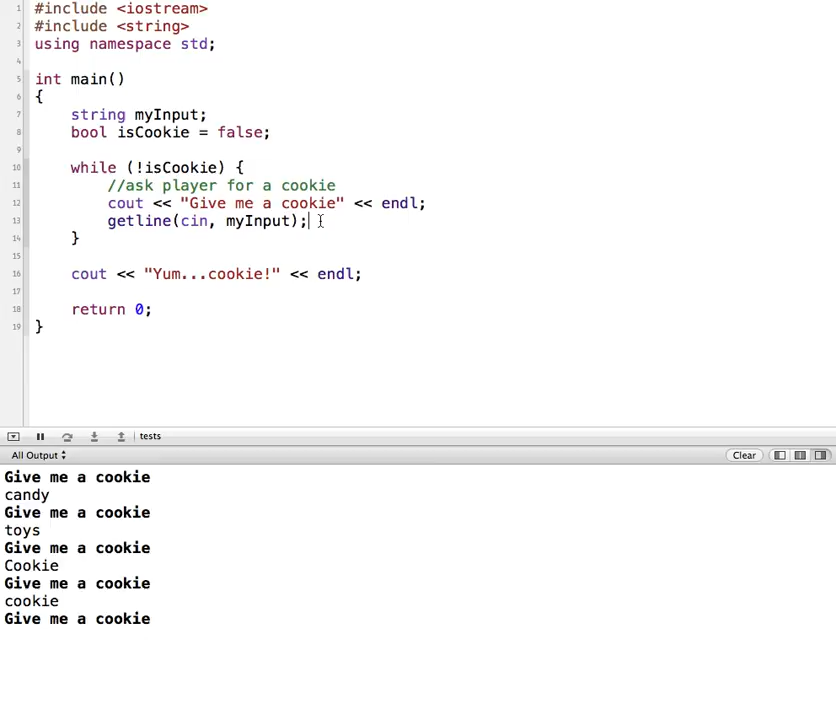 1 #include <iostream>
2 #include <string>
3 using namespace std;
4
5 int main()
6 {
7     string myInput;
8     bool isCookie = false;
9
10     while (!isCookie) {
11         //ask player for a cookie
12         cout << "Give me a cookie" << endl;
13         getline(cin, myInput);
14     }
15
16     cout << "Yum...cookie!" << endl;
17
18     return 0;
19 }
tests
All Output
Clear
Give me a cookie
candy
Give me a cookie
toys
Give me a cookie
Cookie
Give me a cookie
cookie
Give me a cookie